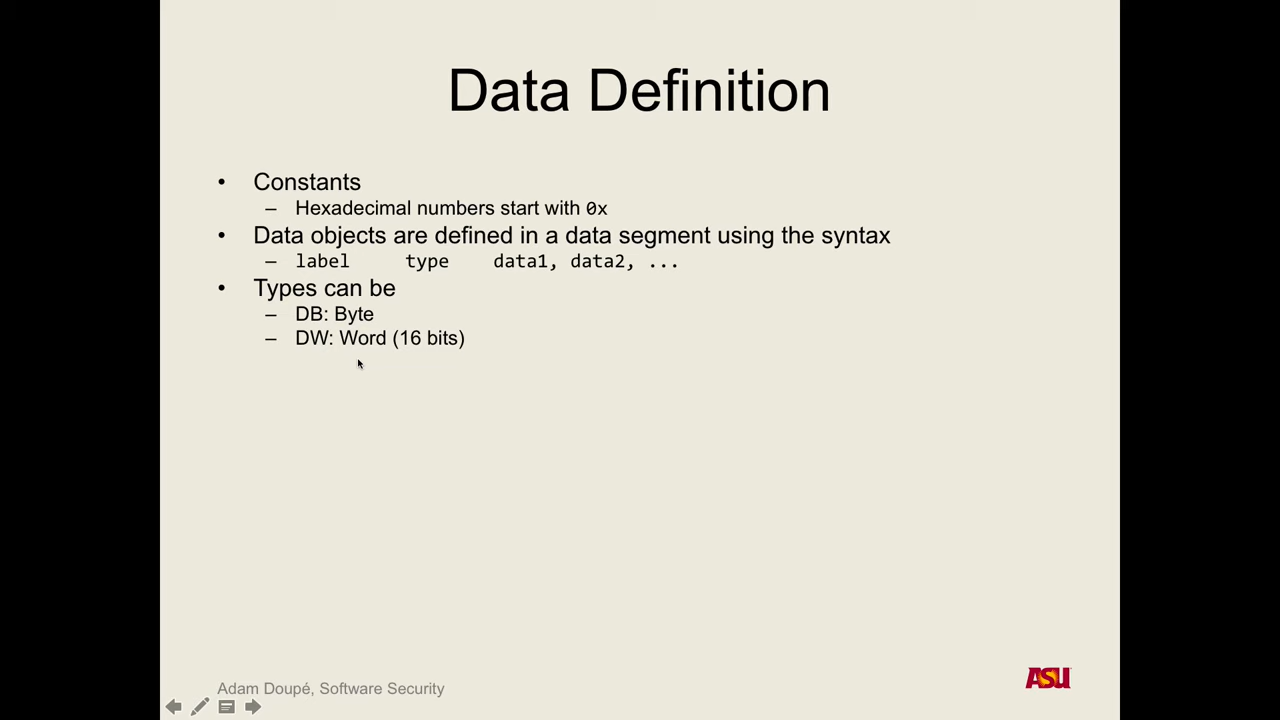 Data Definition
• Constants
– Hexadecimal numbers start with 0x
• Data objects are defined in a data segment using the syntax
– label type data1, data2, ...
• Types can be
– DB: Byte
– DW: Word (16 bits)
Adam Doupé, Software Security
ASU